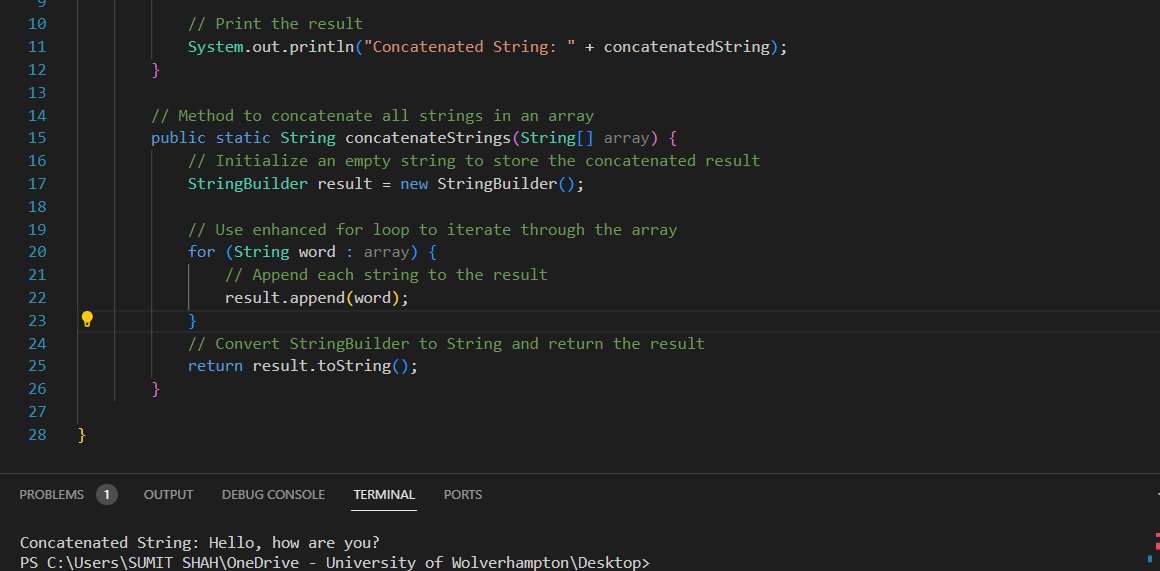 9
10 // Print the result
11 System.out.println("Concatenated String: " + concatenatedString);
12 }
13
14 // Method to concatenate all strings in an array
15 public static String concatenateStrings(String[] array) {
16 // Initialize an empty string to store the concatenated result
17 StringBuilder result = new StringBuilder();
18
19 // Use enhanced for loop to iterate through the array
20 for (String word : array) {
21 // Append each string to the result
22 result.append(word);
23 }
24 // Convert StringBuilder to String and return the result
25 return result.toString();
26 }
27
28 }
PROBLEMS 1 OUTPUT DEBUG CONSOLE TERMINAL PORTS
Concatenated String: Hello, how are you?
PS C:\Users\SUMIT SHAH\OneDrive - University of Wolverhampton\Desktop>